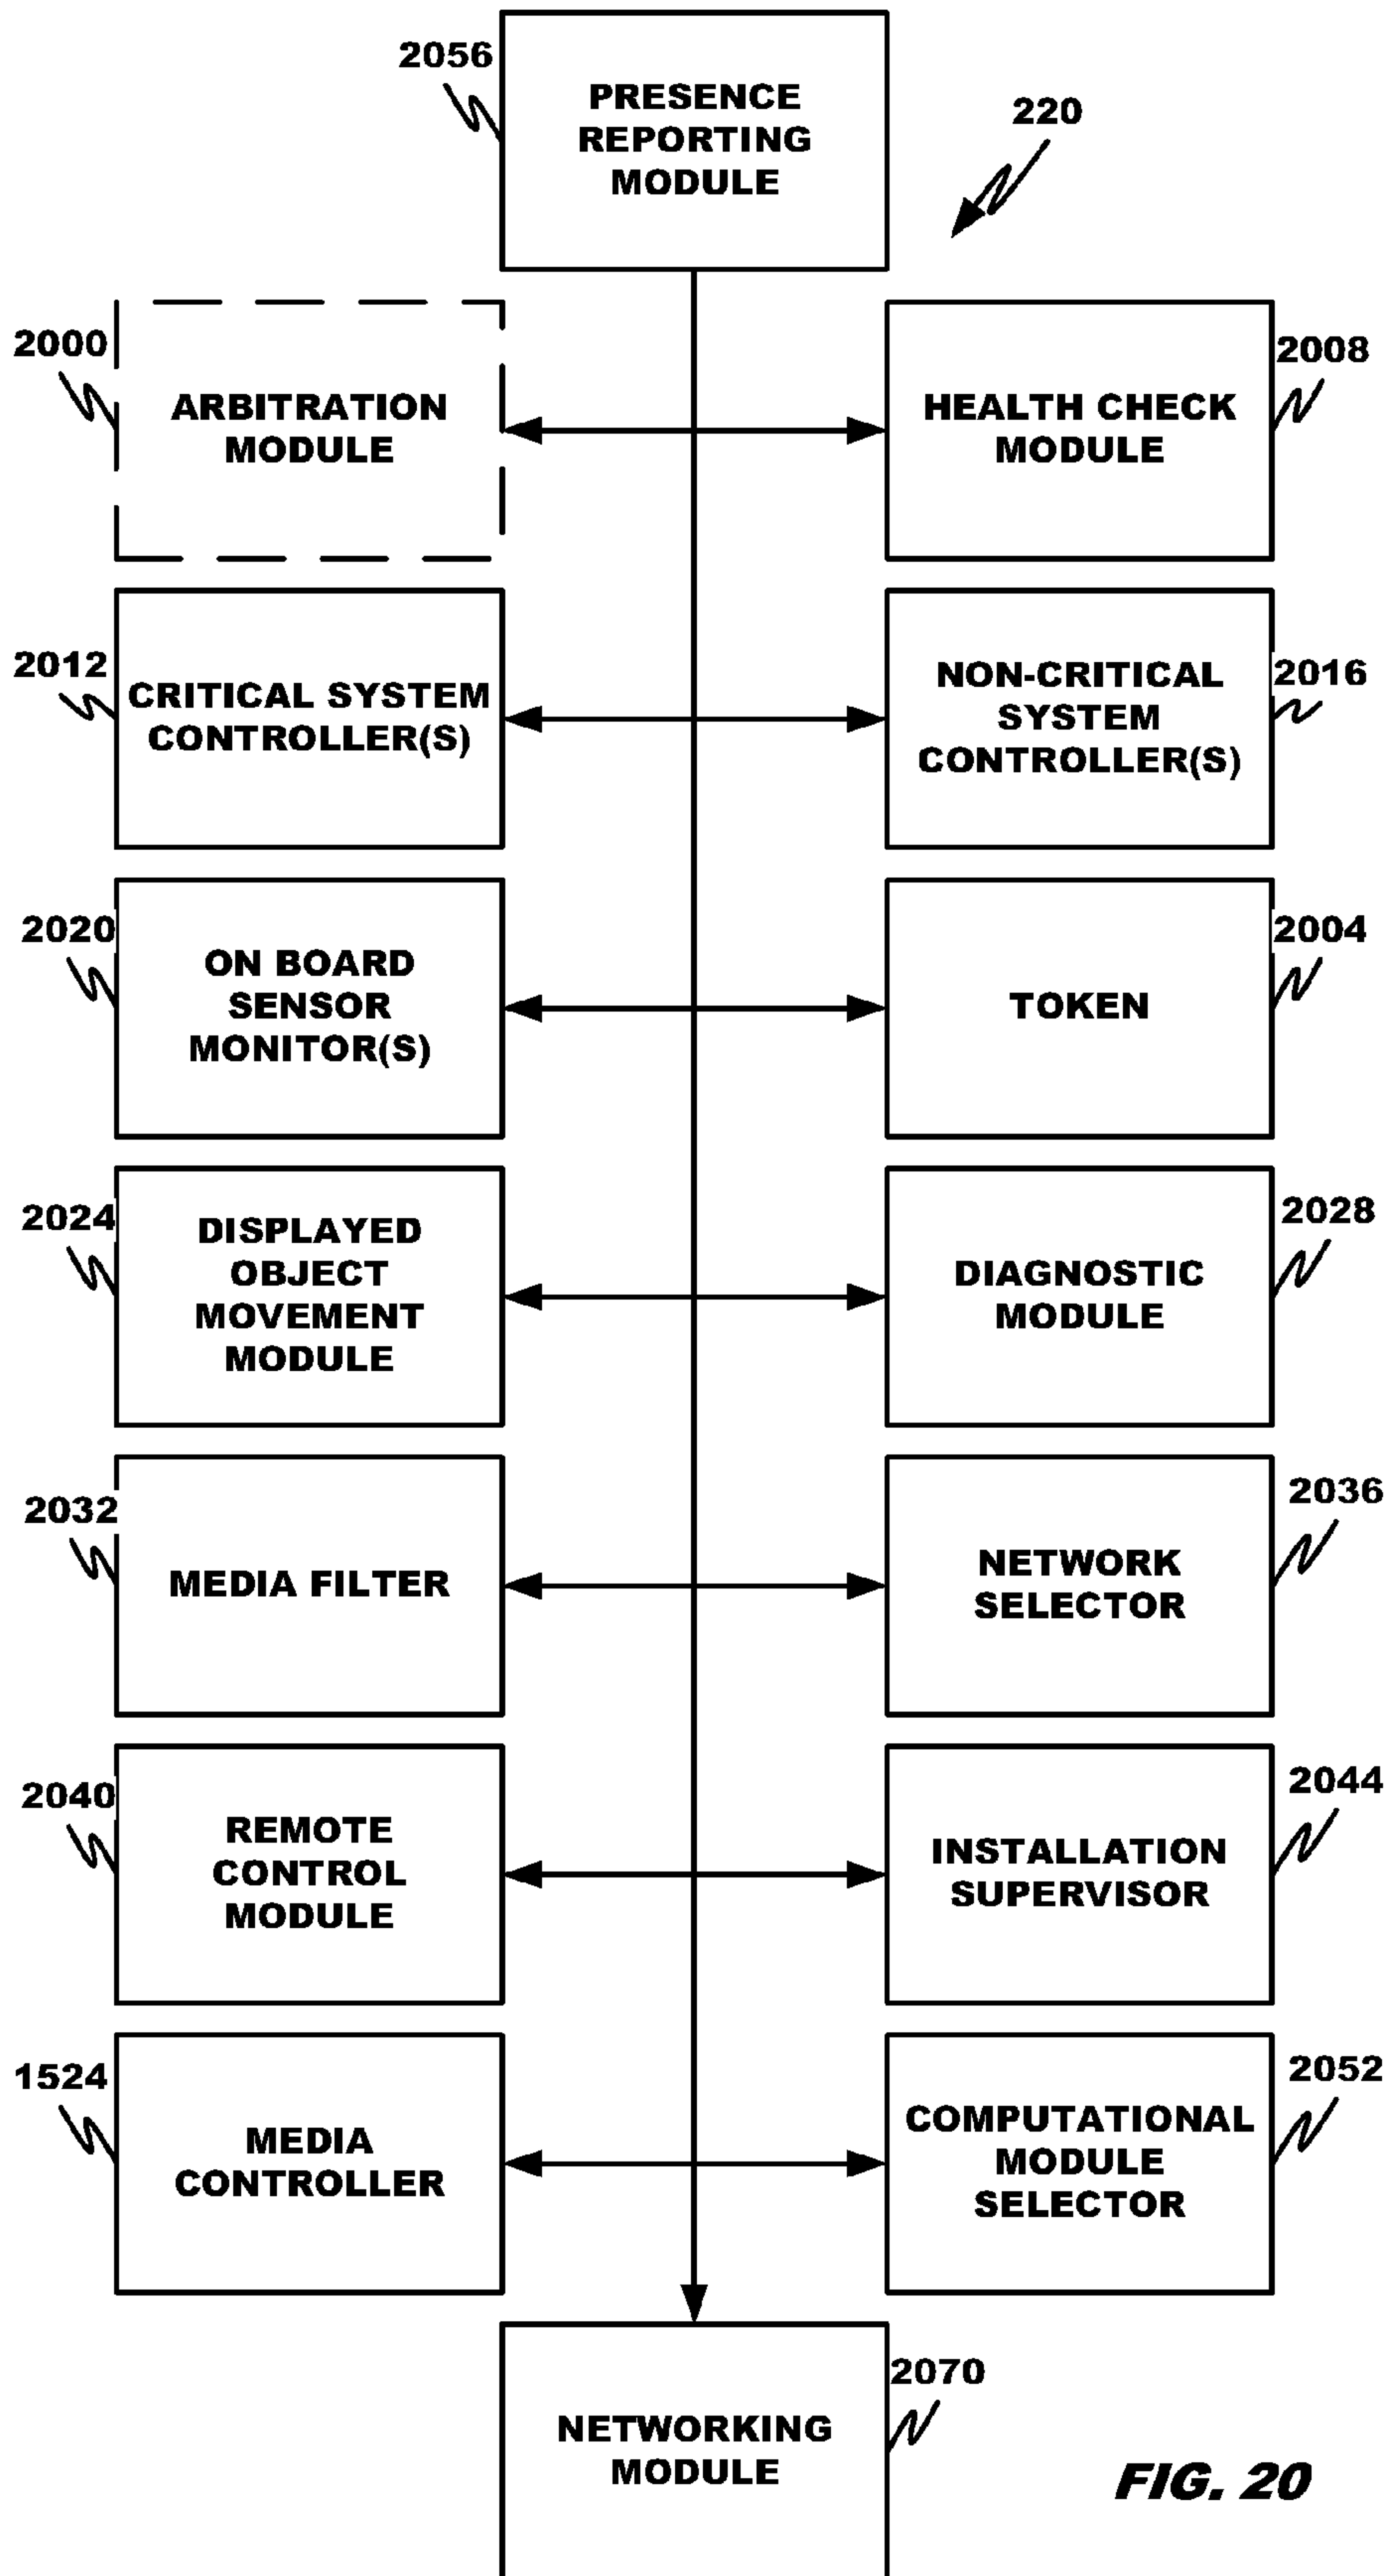 2056
PRESENCE
REPORTING
MODULE
220
2000
ARBITRATION
MODULE
HEALTH CHECK
MODULE
2008
2012
CRITICAL SYSTEM
CONTROLLER(S)
NON-CRITICAL
SYSTEM
CONTROLLER(S)
2016
2020
ON BOARD
SENSOR
MONITOR(S)
TOKEN
2004
2024
DISPLAYED
OBJECT
MOVEMENT
MODULE
DIAGNOSTIC
MODULE
2028
2032
MEDIA FILTER
NETWORK
SELECTOR
2036
2040
REMOTE
CONTROL
MODULE
INSTALLATION
SUPERVISOR
2044
1524
MEDIA
CONTROLLER
COMPUTATIONAL
MODULE
SELECTOR
2052
NETWORKING
MODULE
2070
FIG. 20